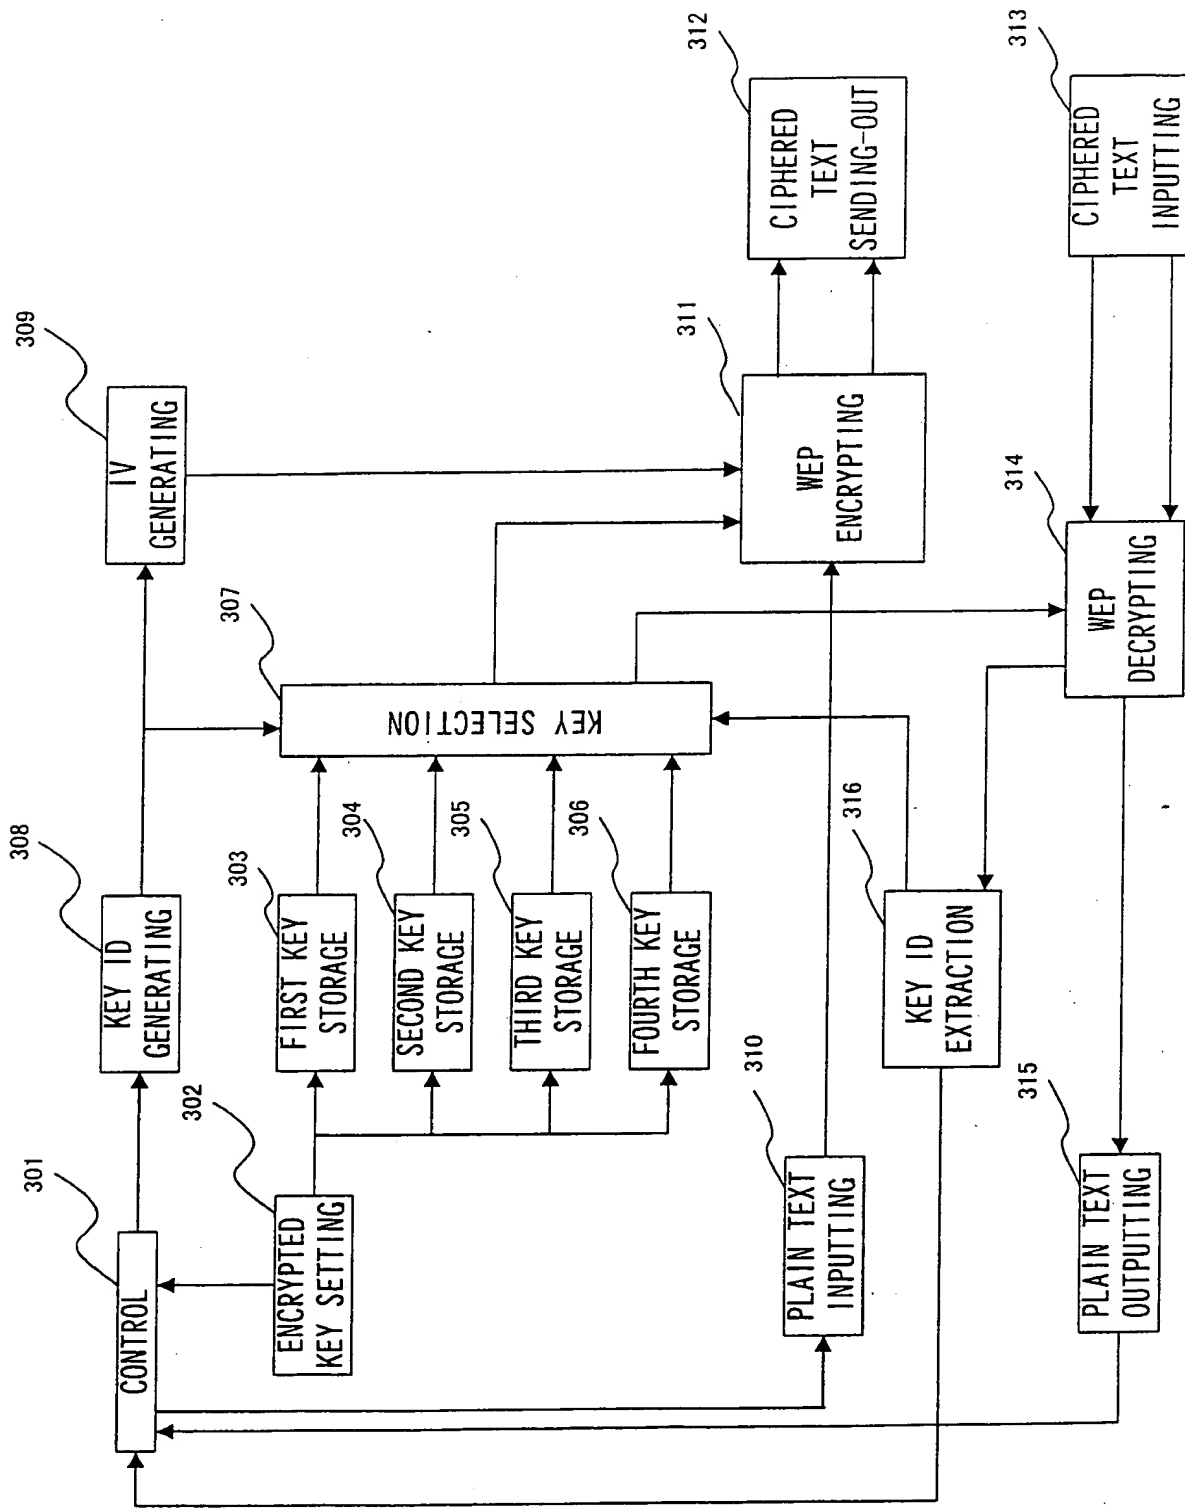 301
CONTROL
302
ENCRYPTED
KEY SETTING
308
KEY ID
GENERATING
303
FIRST KEY
STORAGE
304
SECOND KEY
STORAGE
305
THIRD KEY
STORAGE
306
FOURTH KEY
STORAGE
307
KEY SELECTION
309
IV
GENERATING
310
PLAIN TEXT
INPUTTING
311
WEP
ENCRYPTING
312
CIPHERED
TEXT
SENDING-OUT
313
CIPHERED
TEXT
INPUTTING
314
WEP
DECRYPTING
315
PLAIN TEXT
OUTPUTTING
316
KEY ID
EXTRACTION